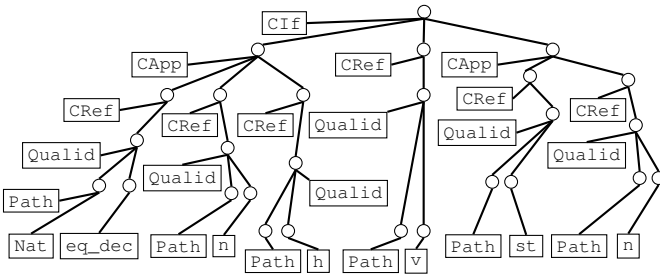 CIf
CApp CRef CApp
CRef CRef CRef Qualid CRef CRef
Qualid Qualid Qualid Qualid Qualid
Path
Nat eq_dec Path n Path h Path v Path st Path n